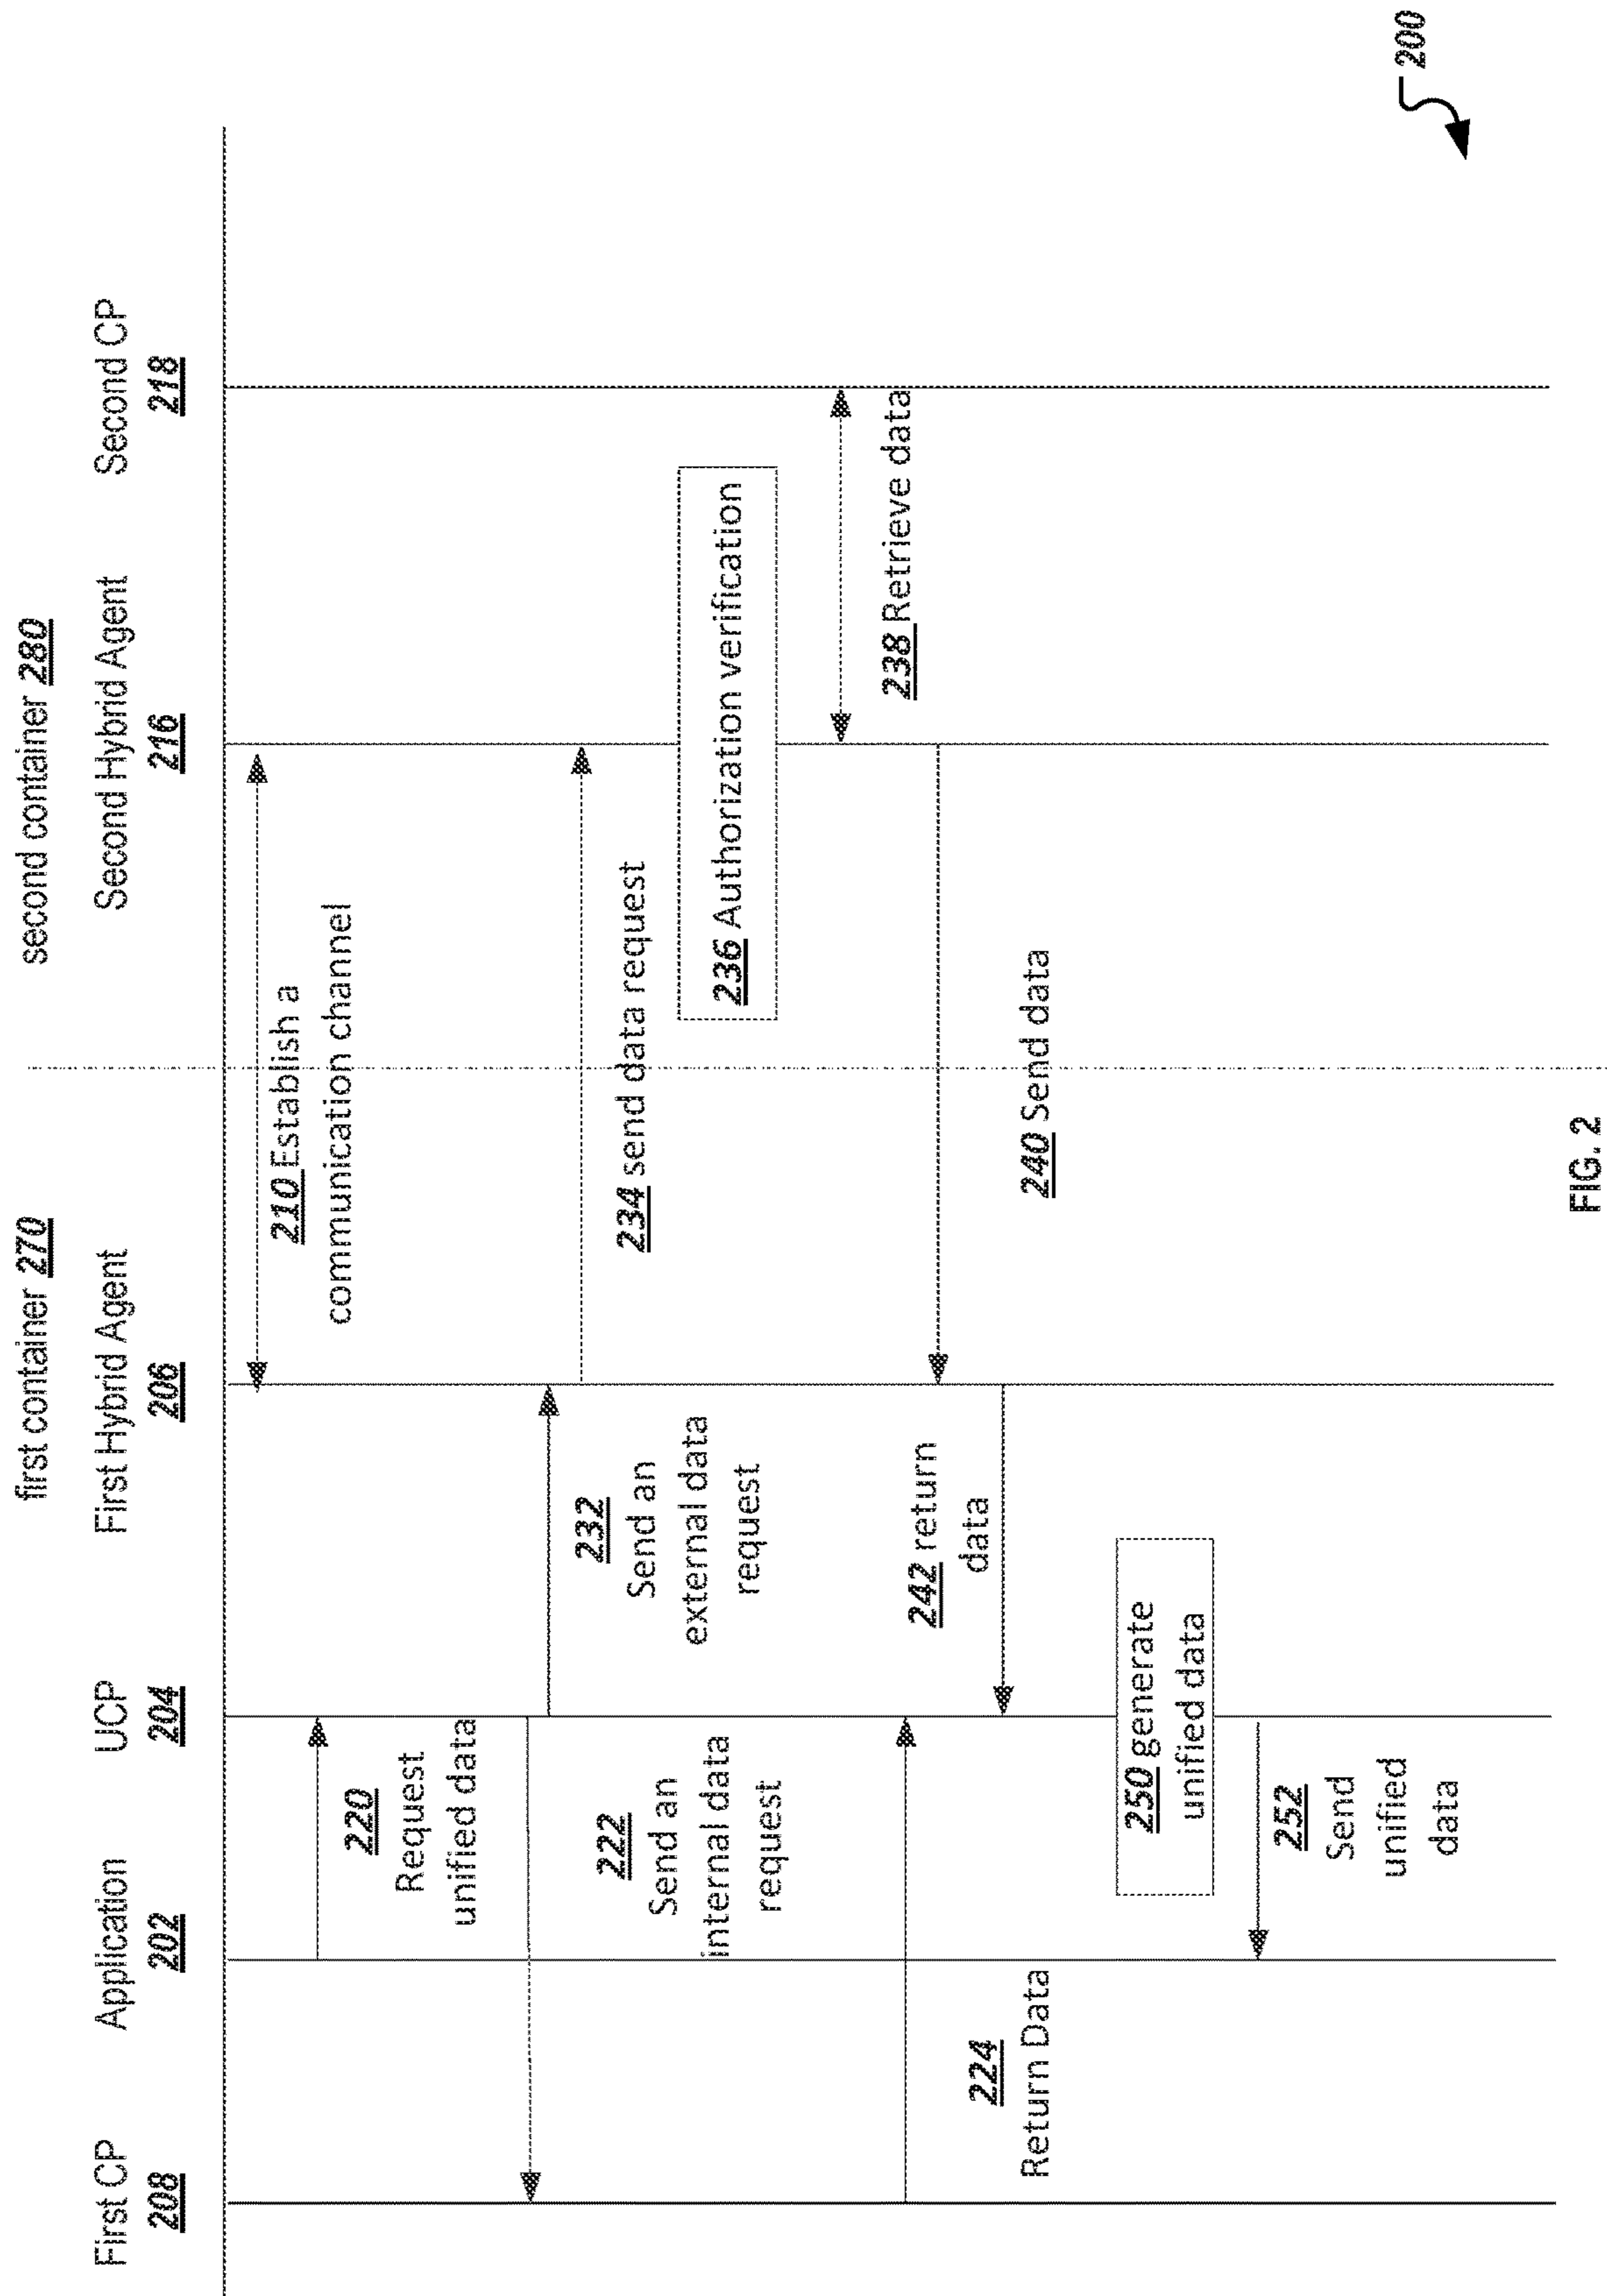 first container 270
second container 280
First CP
208
Application
202
UCP
204
First Hybrid Agent
206
Second Hybrid Agent
216
Second CP
218
210 Establish a
communication channel
220
Request
unified data
222
Send an
internal data
request
232
Send an
external data
request
234 send data request
236 Authorization verification
238 Retrieve data
224
Return Data
240 Send data
242 return
data
250 generate
unified data
252
Send
unified
data
200
FIG. 2